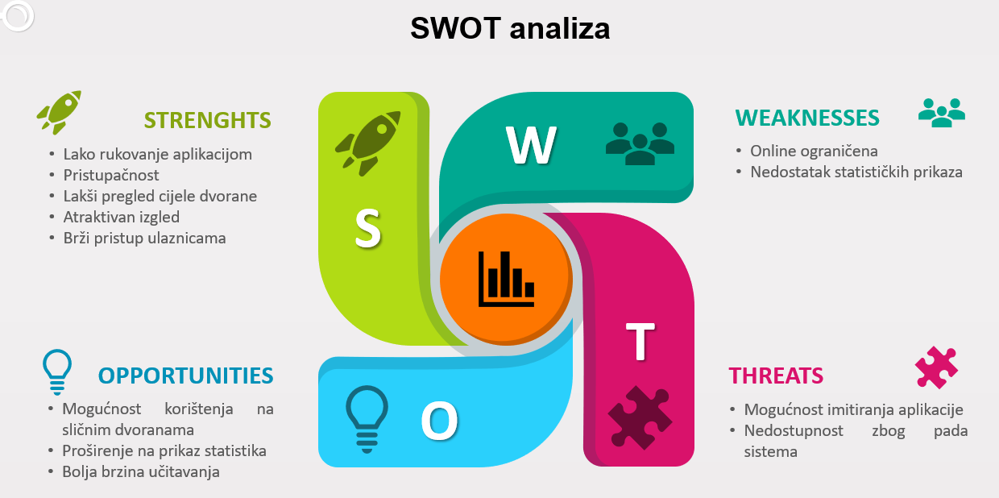 SWOT analiza
STRENGHTS
• Lako rukovanje aplikacijom
• Pristupačnost
• Lakši pregled cijele dvorane
• Atraktivan izgled
• Brži pristup ulaznicama
S
W
WEAKNESSES
• Online ograničena
• Nedostatak statističkih prikaza
OPPORTUNITIES
• Mogućnost korištenja na
sličnim dvoranama
• Proširenje na prikaz statistika
• Bolja brzina učitavanja
O
T
THREATS
• Mogućnost imitiranja aplikacije
• Nedostupnost zbog pada
sistema